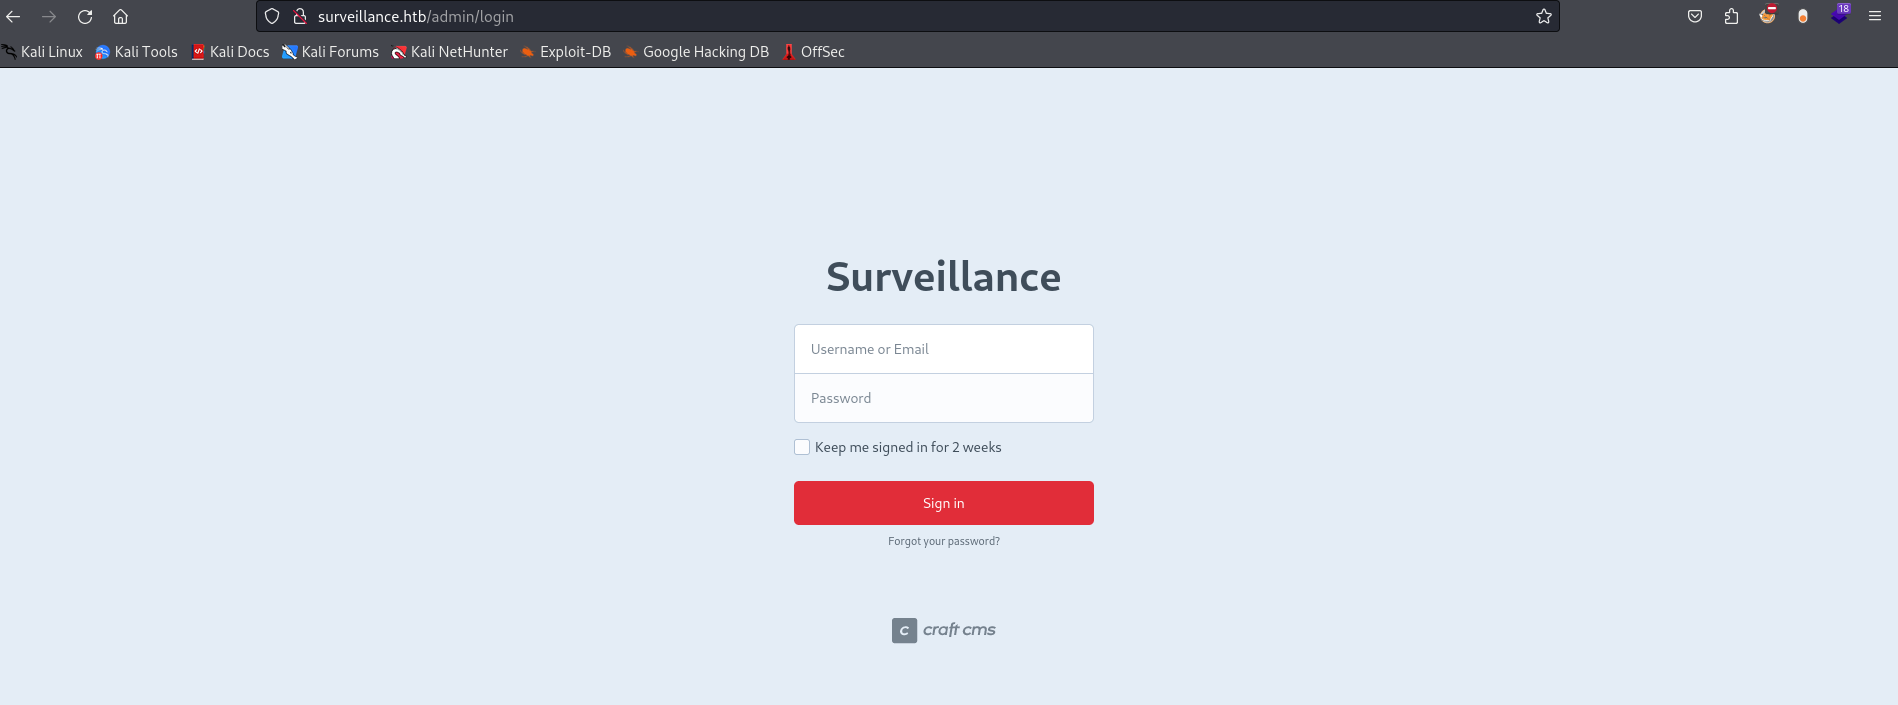 surveillance.htb/admin/login
18
Kali Linux Kali Tools Kali Docs Kali Forums Kali NetHunter Exploit-DB Google Hacking DB OffSec
Surveillance
Username or Email
Password
Keep me signed in for 2 weeks
Sign in
Forgot your password?
c craft cms